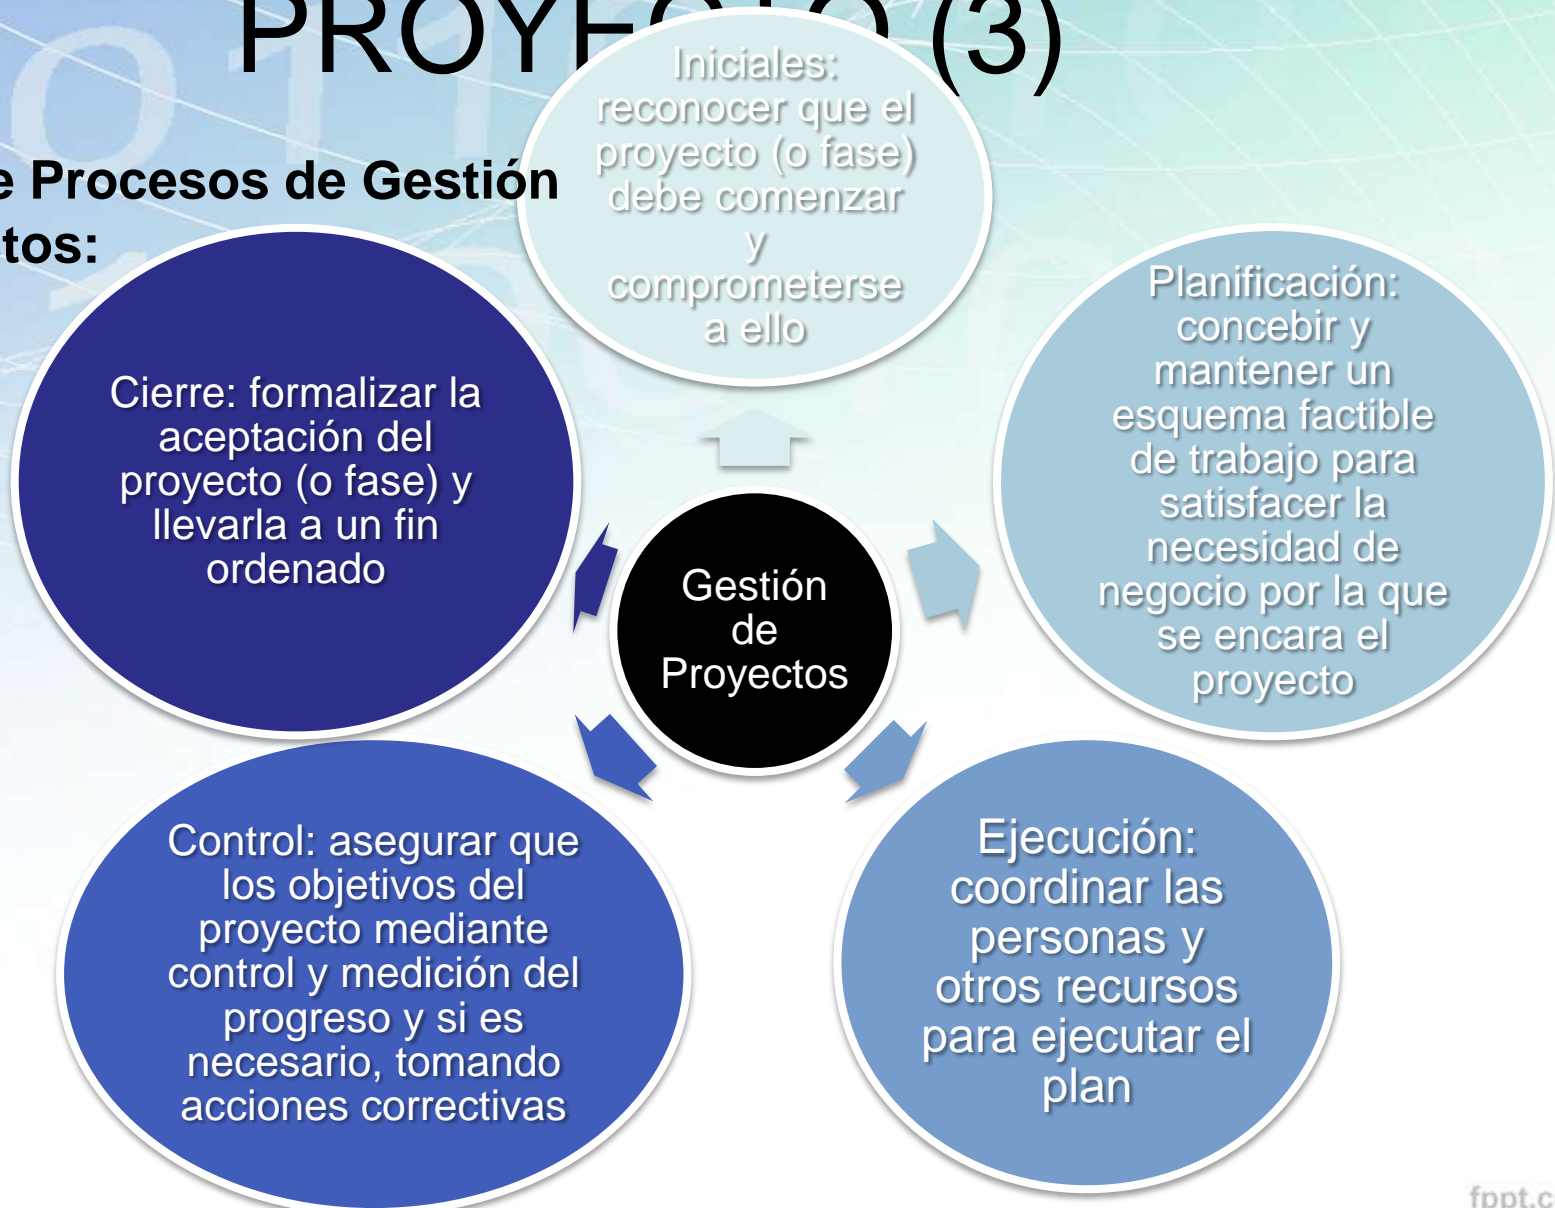 (3)
e Procesos de Gestión
tos:
Iniciales:
reconocer que el
proyecto (o fase)
debe comenzar
y
comprometerse
a ello
Planificación:
concebir y
mantener un
esquema factible
de trabajo para
satisfacer la
necesidad de
negocio por la que
se encara el
proyecto
Ejecución:
coordinar las
personas y
otros recursos
para ejecutar el
plan
Control: asegurar que
los objetivos del
proyecto mediante
control y medición del
progreso y si es
necesario, tomando
acciones correctivas
Cierre: formalizar la
aceptación del
proyecto (o fase) y
llevarla a un fin
ordenado
Gestión
de
Proyectos
fppt.c